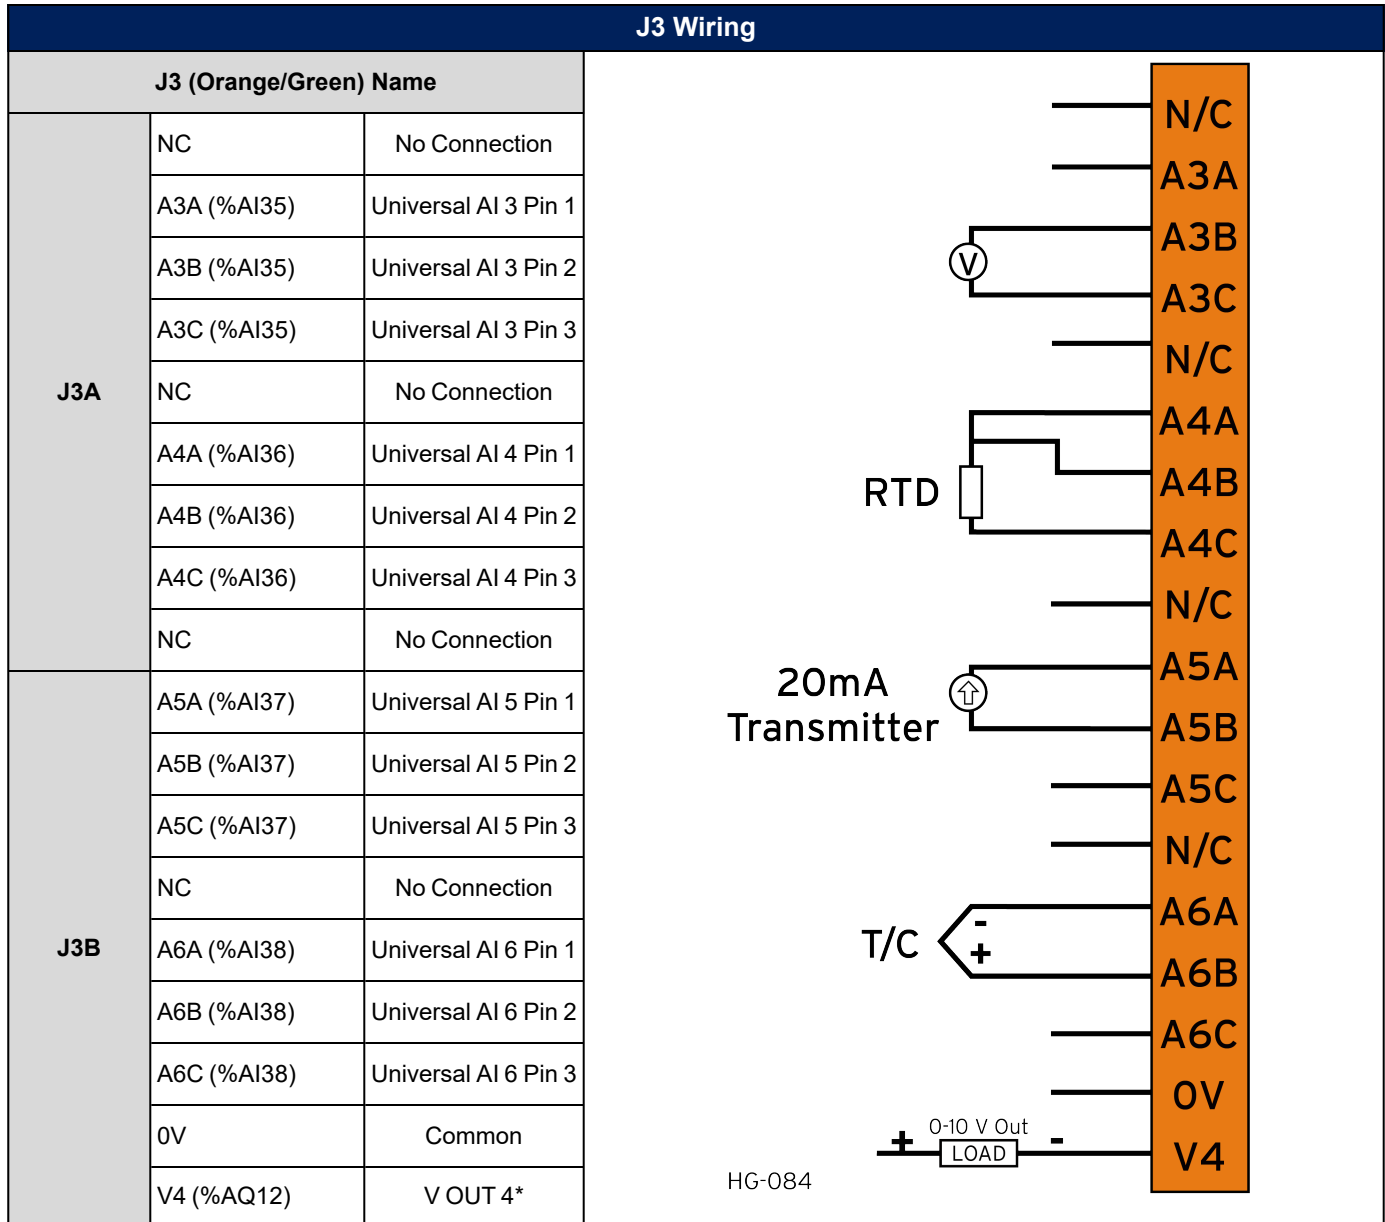 J3 Wiring
J3 (Orange/Green) Name
J3A
NC No Connection
A3A (%AI35) Universal AI 3 Pin 1
A3B (%AI35) Universal AI 3 Pin 2
A3C (%AI35) Universal AI 3 Pin 3
NC No Connection
A4A (%AI36) Universal AI 4 Pin 1
A4B (%AI36) Universal AI 4 Pin 2
A4C (%AI36) Universal AI 4 Pin 3
NC No Connection
J3B
A5A (%AI37) Universal AI 5 Pin 1
A5B (%AI37) Universal AI 5 Pin 2
A5C (%AI37) Universal AI 5 Pin 3
NC No Connection
A6A (%AI38) Universal AI 6 Pin 1
A6B (%AI38) Universal AI 6 Pin 2
A6C (%AI38) Universal AI 6 Pin 3
0V Common
V4 (%AQ12) V OUT 4*
N/C
A3A
A3B
V
A3C
N/C
A4A
A4B
RTD
A4C
N/C
A5A
20mA
Transmitter
A5B
A5C
N/C
A6A
-
T/C
+
A6B
A6C
0V
0-10 V Out
+ LOAD -
V4
HG-084